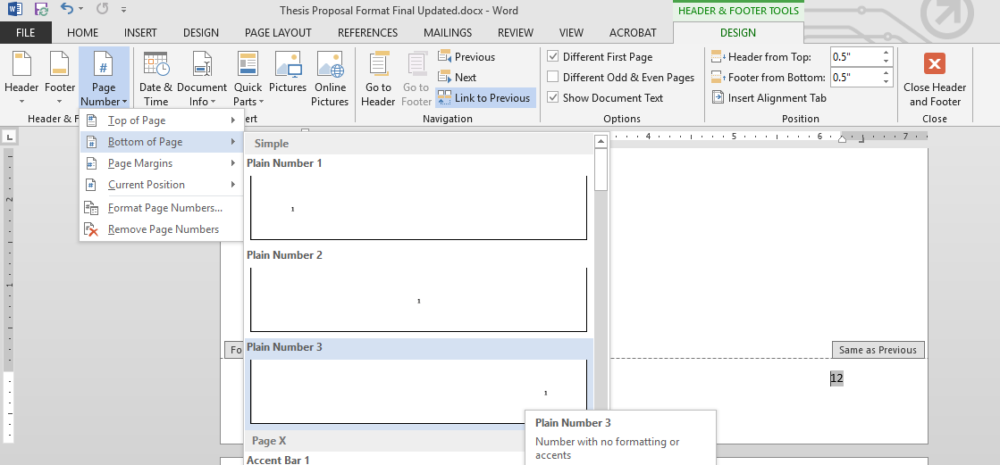 Thesis Proposal Format Final Updated.docx - Word
HEADER & FOOTER TOOLS
FILE HOME INSERT DESIGN PAGE LAYOUT REFERENCES MAILINGS REVIEW VIEW ACROBAT DESIGN
Header Footer Page Number
Date & Time Document Info Quick Parts Pictures Online Pictures
Go to Header Go to Footer
Previous
Next
Link to Previous
Different First Page
Different Odd & Even Pages
Show Document Text
Header from Top: 0.5"
Footer from Bottom: 0.5"
Insert Alignment Tab
Close Header and Footer
Header & F
ert
Navigation
Options
Position
Close
Top of Page
Bottom of Page
Page Margins
Current Position
Format Page Numbers...
Remove Page Numbers
Simple
Plain Number 1
1
Plain Number 2
1
Plain Number 3
1
Page X
Accent Bar 1
Plain Number 3
Number with no formatting or
accents
4 5 6 7
2
1
Fo
Same as Previous
12